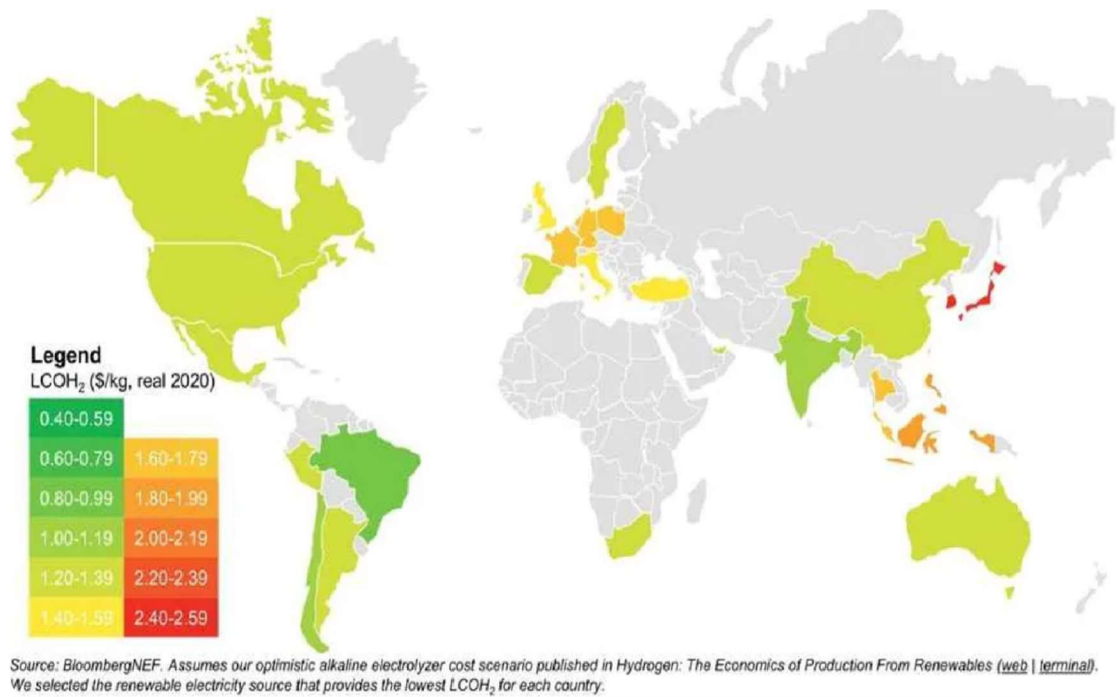 Legend
LCOH2 ($/kg, real 2020)
0.40-0.59
0.60-0.79 1.60-1.79
0.80-0.99 1.80-1.99
1.00-1.19 2.00-2.19
1.20-1.39 2.20-2.39
1.40-1.59 2.40-2.59
Source: BloombergNEF. Assumes our optimistic alkaline electrolyzer cost scenario published in Hydrogen: The Economics of Production From Renewables (web | terminal).
We selected the renewable electricity source that provides the lowest LCOH2 for each country.